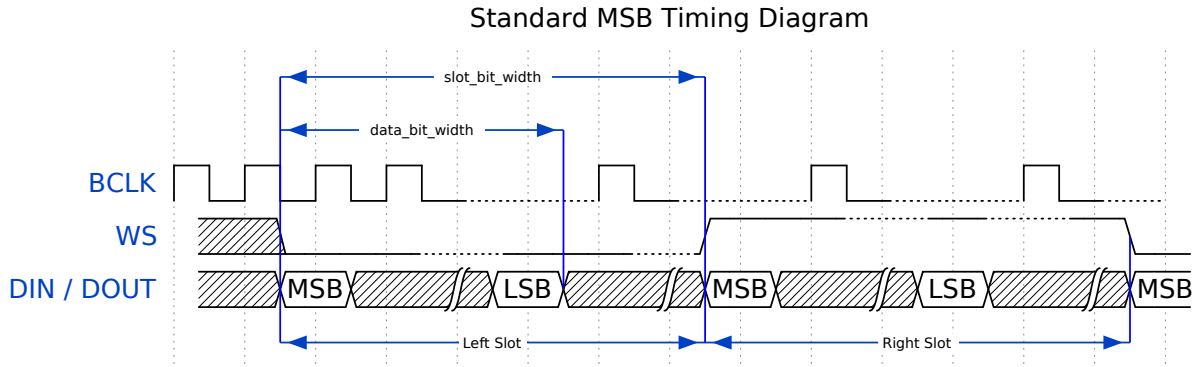 Standard MSB Timing Diagram
slot_bit_width
data_bit_width
BCLK
WS
DIN / DOUT MSB LSB MSB LSB MSB
Left Slot Right Slot